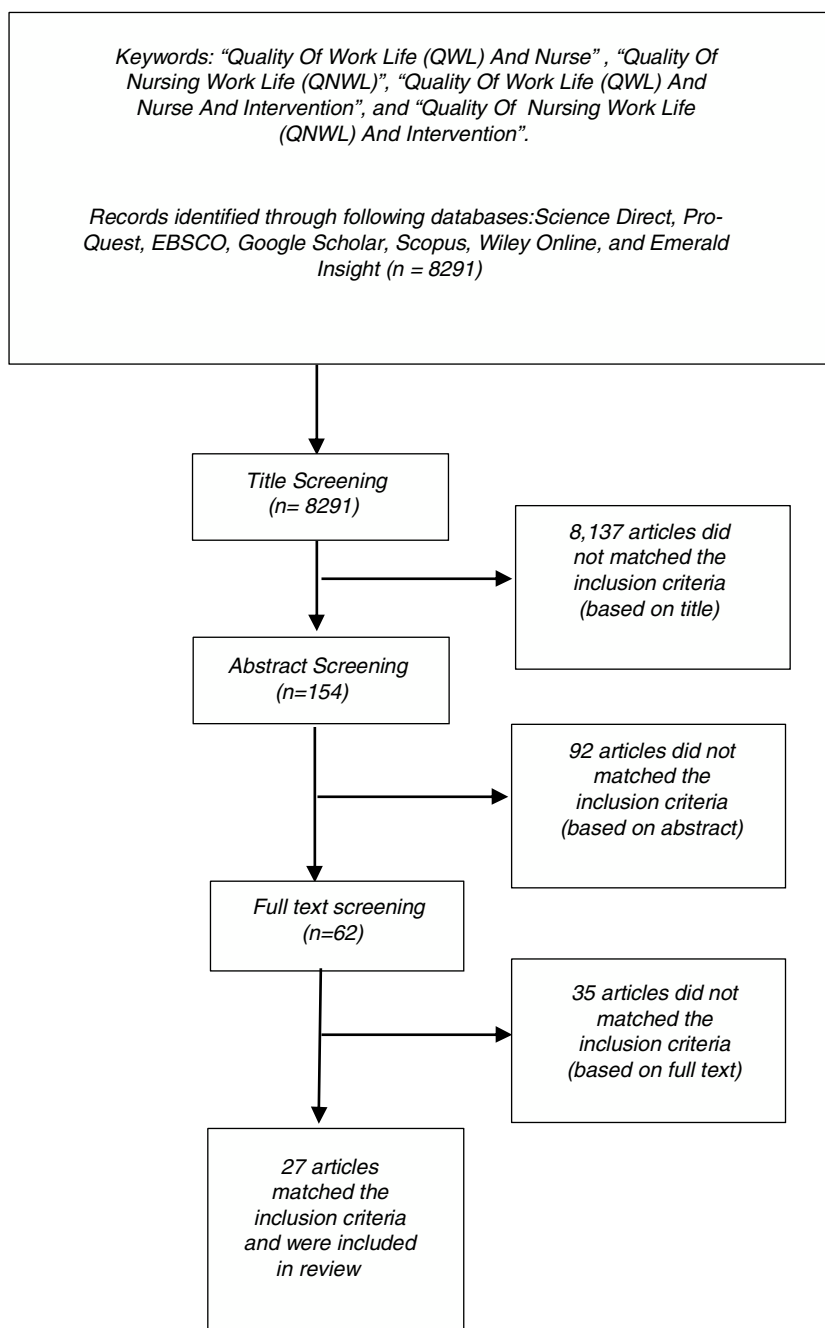 Keywords: “Quality Of Work Life (QWL) And Nurse” , “Quality Of
Nursing Work Life (QNWL)”, “Quality Of Work Life (QWL) And
Nurse And Intervention”, and “Quality Of  Nursing Work Life
(QNWL) And Intervention”.
Records identified through following databases:Science Direct, Pro-
Quest, EBSCO, Google Scholar, Scopus, Wiley Online, and Emerald
Insight (n = 8291)
Title Screening
(n= 8291)
8,137 articles did
not matched the
inclusion criteria
(based on title)
Abstract Screening
(n=154)
92 articles did not
matched the
inclusion criteria
(based on abstract)
Full text screening
(n=62)
35 articles did not
matched the
inclusion criteria
(based on full text)
27 articles
matched the
inclusion criteria
and were included
in review